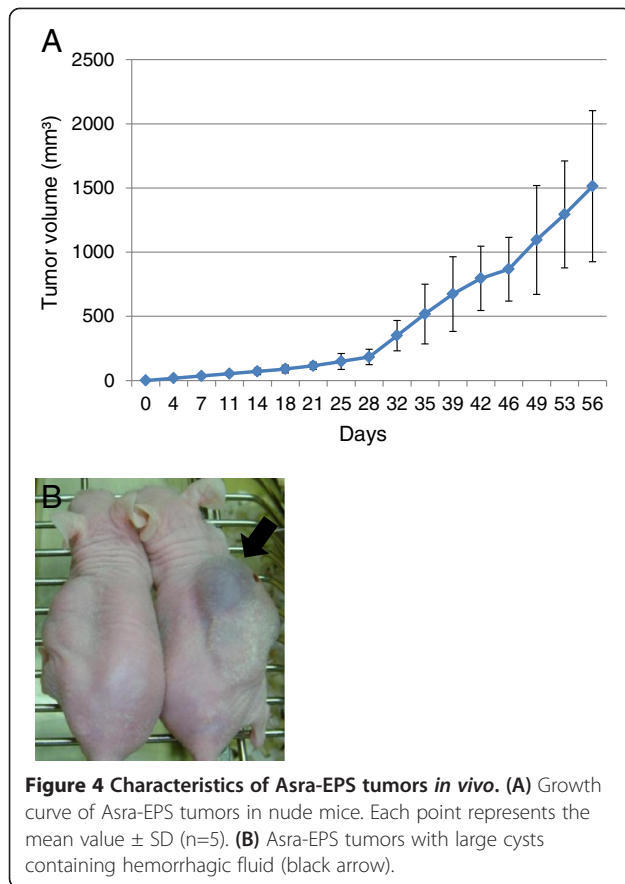 A
2500
2000
1500
1000
500
0
Tumor volume (mm³)
0 4 7 11 14 18 21 25 28 32 35 39 42 46 49 53 56
Days
B
Figure 4 Characteristics of Asra-EPS tumors in vivo. (A) Growth
curve of Asra-EPS tumors in nude mice. Each point represents the
mean value ± SD (n=5). (B) Asra-EPS tumors with large cysts
containing hemorrhagic fluid (black arrow).